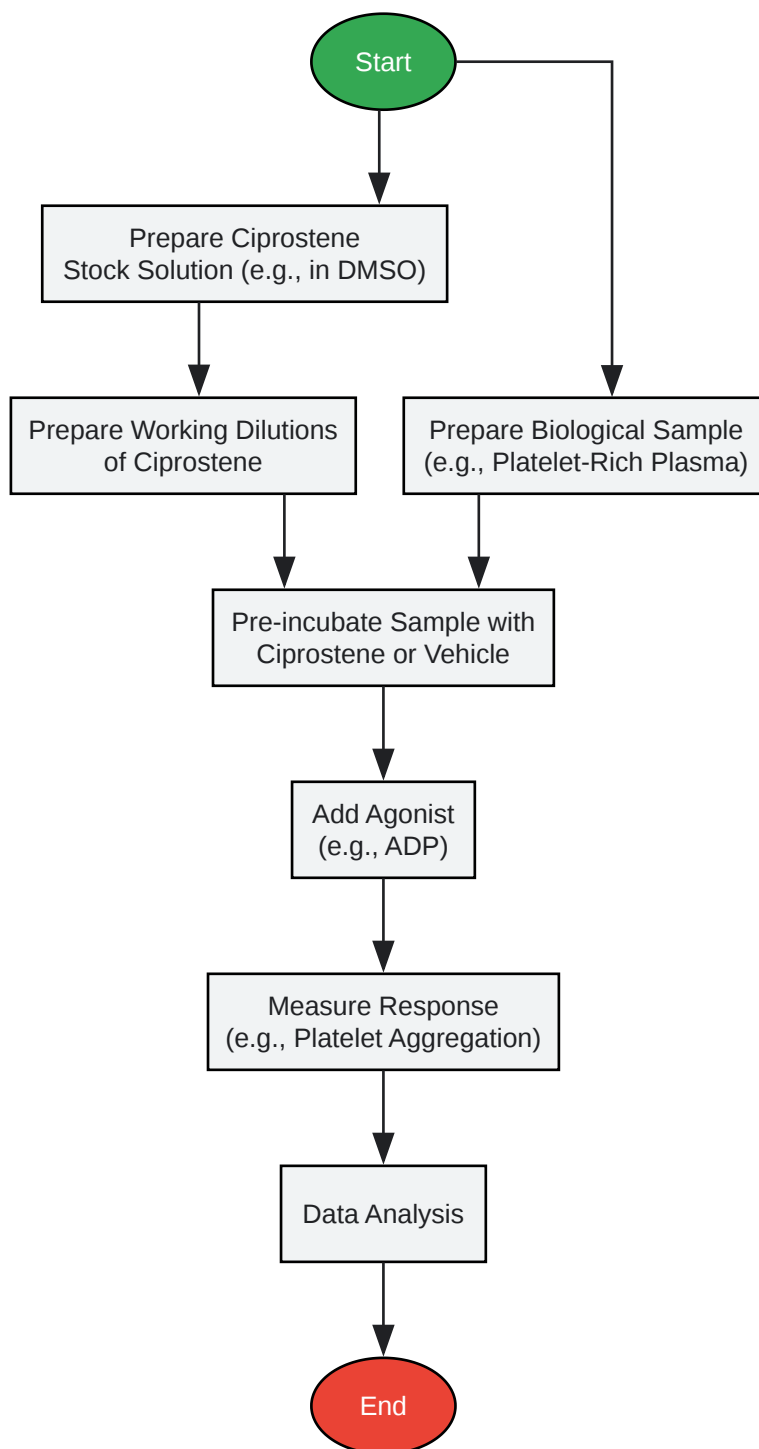 Start
Prepare Ciprostene
Stock Solution (e.g., in DMSO)
Prepare Working Dilutions
of Ciprostene
Prepare Biological Sample
(e.g., Platelet-Rich Plasma)
Pre-incubate Sample with
Ciprostene or Vehicle
Add Agonist
(e.g., ADP)
Measure Response
(e.g., Platelet Aggregation)
Data Analysis
End